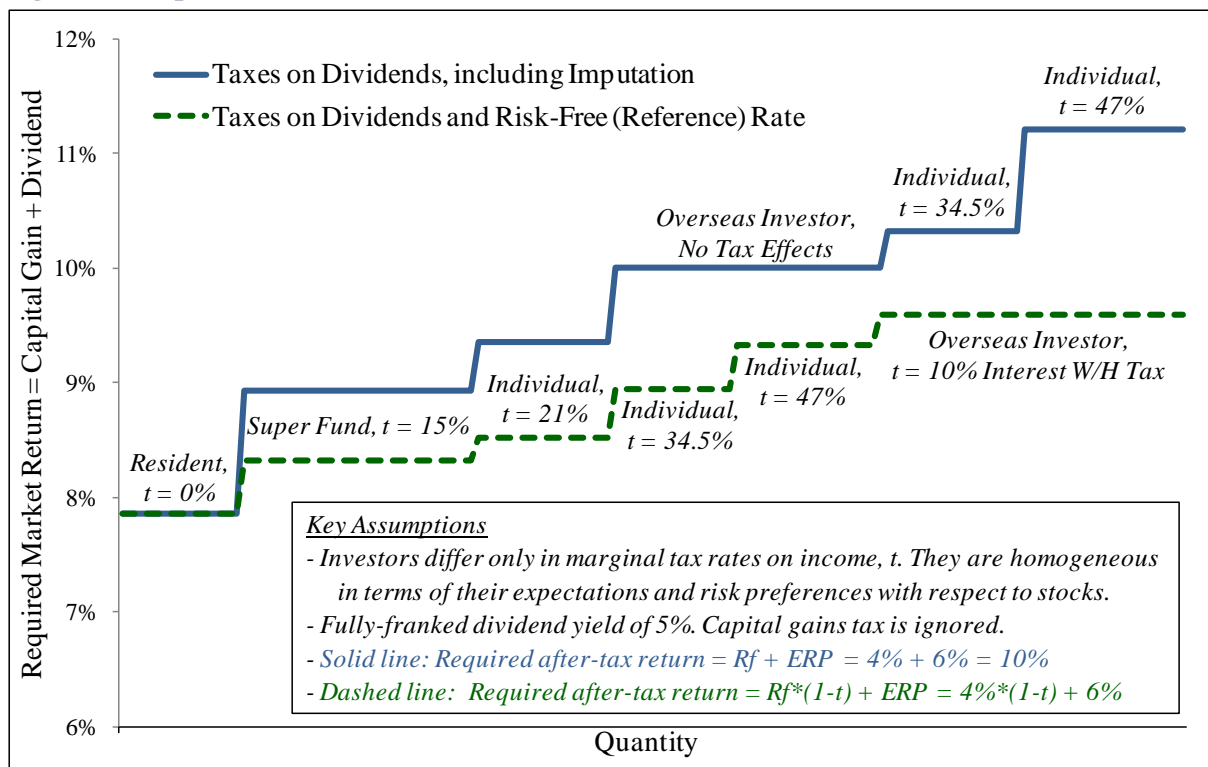 12%
11%
10%
9%
8%
7%
6%
Required Market Return = Capital Gain + Dividend
Taxes on Dividends, including Imputation
Taxes on Dividends and Risk-Free (Reference) Rate
Individual,
t = 47%
Individual,
t = 34.5%
Overseas Investor,
No Tax Effects
Overseas Investor,
t = 10% Interest W/H Tax
Individual,
t = 47%
Individual,
t = 34.5%
Individual,
t = 21%
Super Fund, t = 15%
Resident,
t = 0%
Key Assumptions
- Investors differ only in marginal tax rates on income, t. They are homogeneous
in terms of their expectations and risk preferences with respect to stocks.
- Fully-franked dividend yield of 5%. Capital gains tax is ignored.
- Solid line: Required after-tax return = Rf + ERP = 4% + 6% = 10%
- Dashed line: Required after-tax return = Rf*(1-t) + ERP = 4%*(1-t) + 6%
Quantity